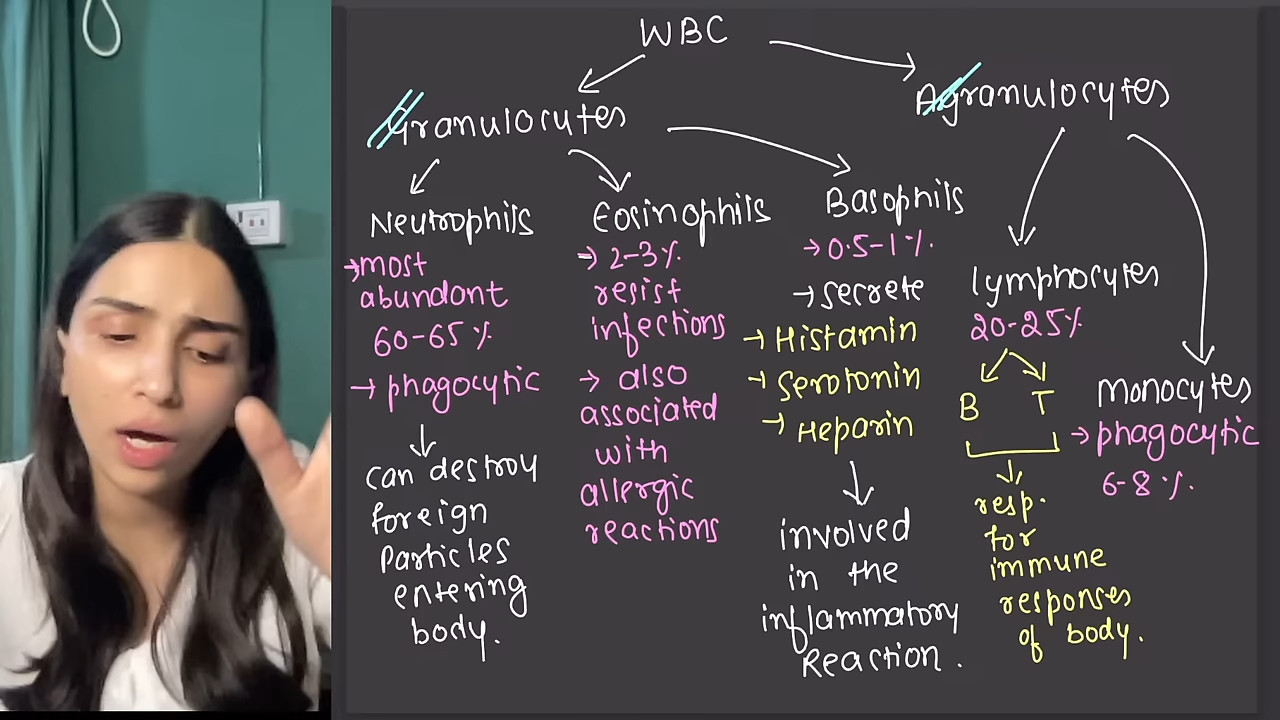 WBC
Granulocytes
Agranulocytes
Neutrophils
→most
abundant
60-65%
→ phagocytic
can destroy
foreign
Particles
entering
body.
Eosinophils
→ 2-3%
resist
infections
→ also
associated
with
allergic
reactions
Basophils
→ 0.5-1%.
→ secrete
→ Histamin
→ Serotonin
→ Heparin
involved
in the
inflammatory
Reaction.
lymphocytes
20-25%
B T
resp.
for
immune
responses
of body.
monocytes
→ phagocytic
6-8%.